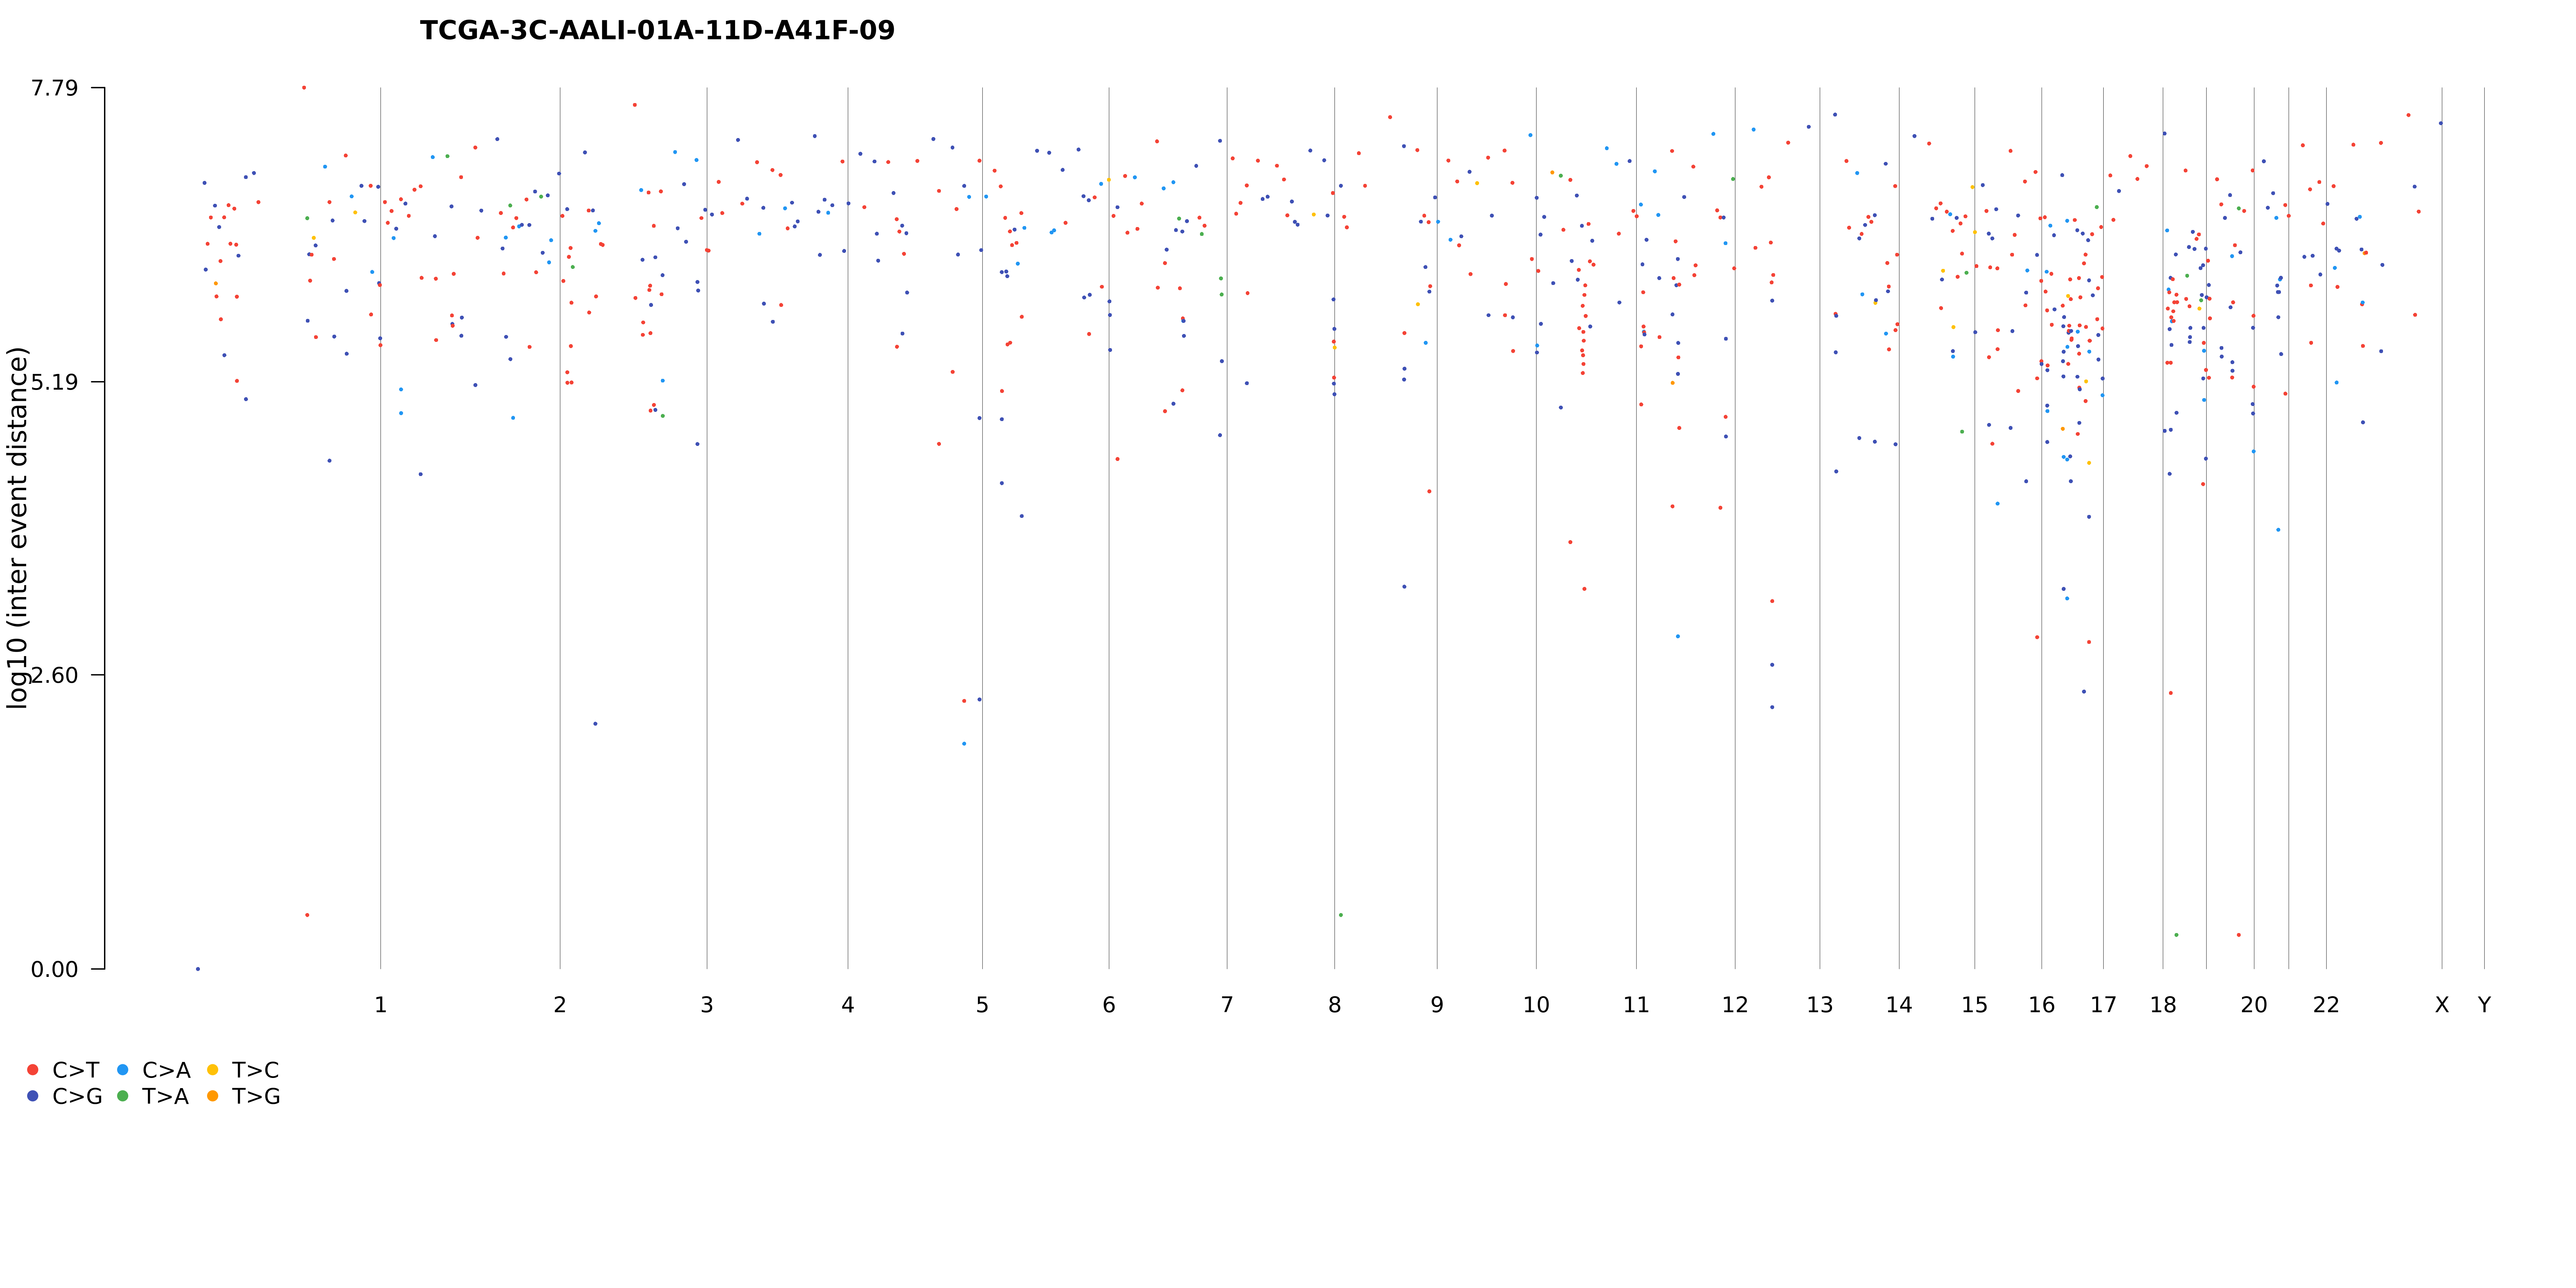 TCGA-3C-AALI-01A-11D-A41F-09
7.79
5.19
2.60
0.00
log10 (inter event distance)
1 2 3 4 5 6 7 8 9 10 11 12 13 14 15 16 17 18 20 22 X Y
C>T C>A T>C
C>G T>A T>G